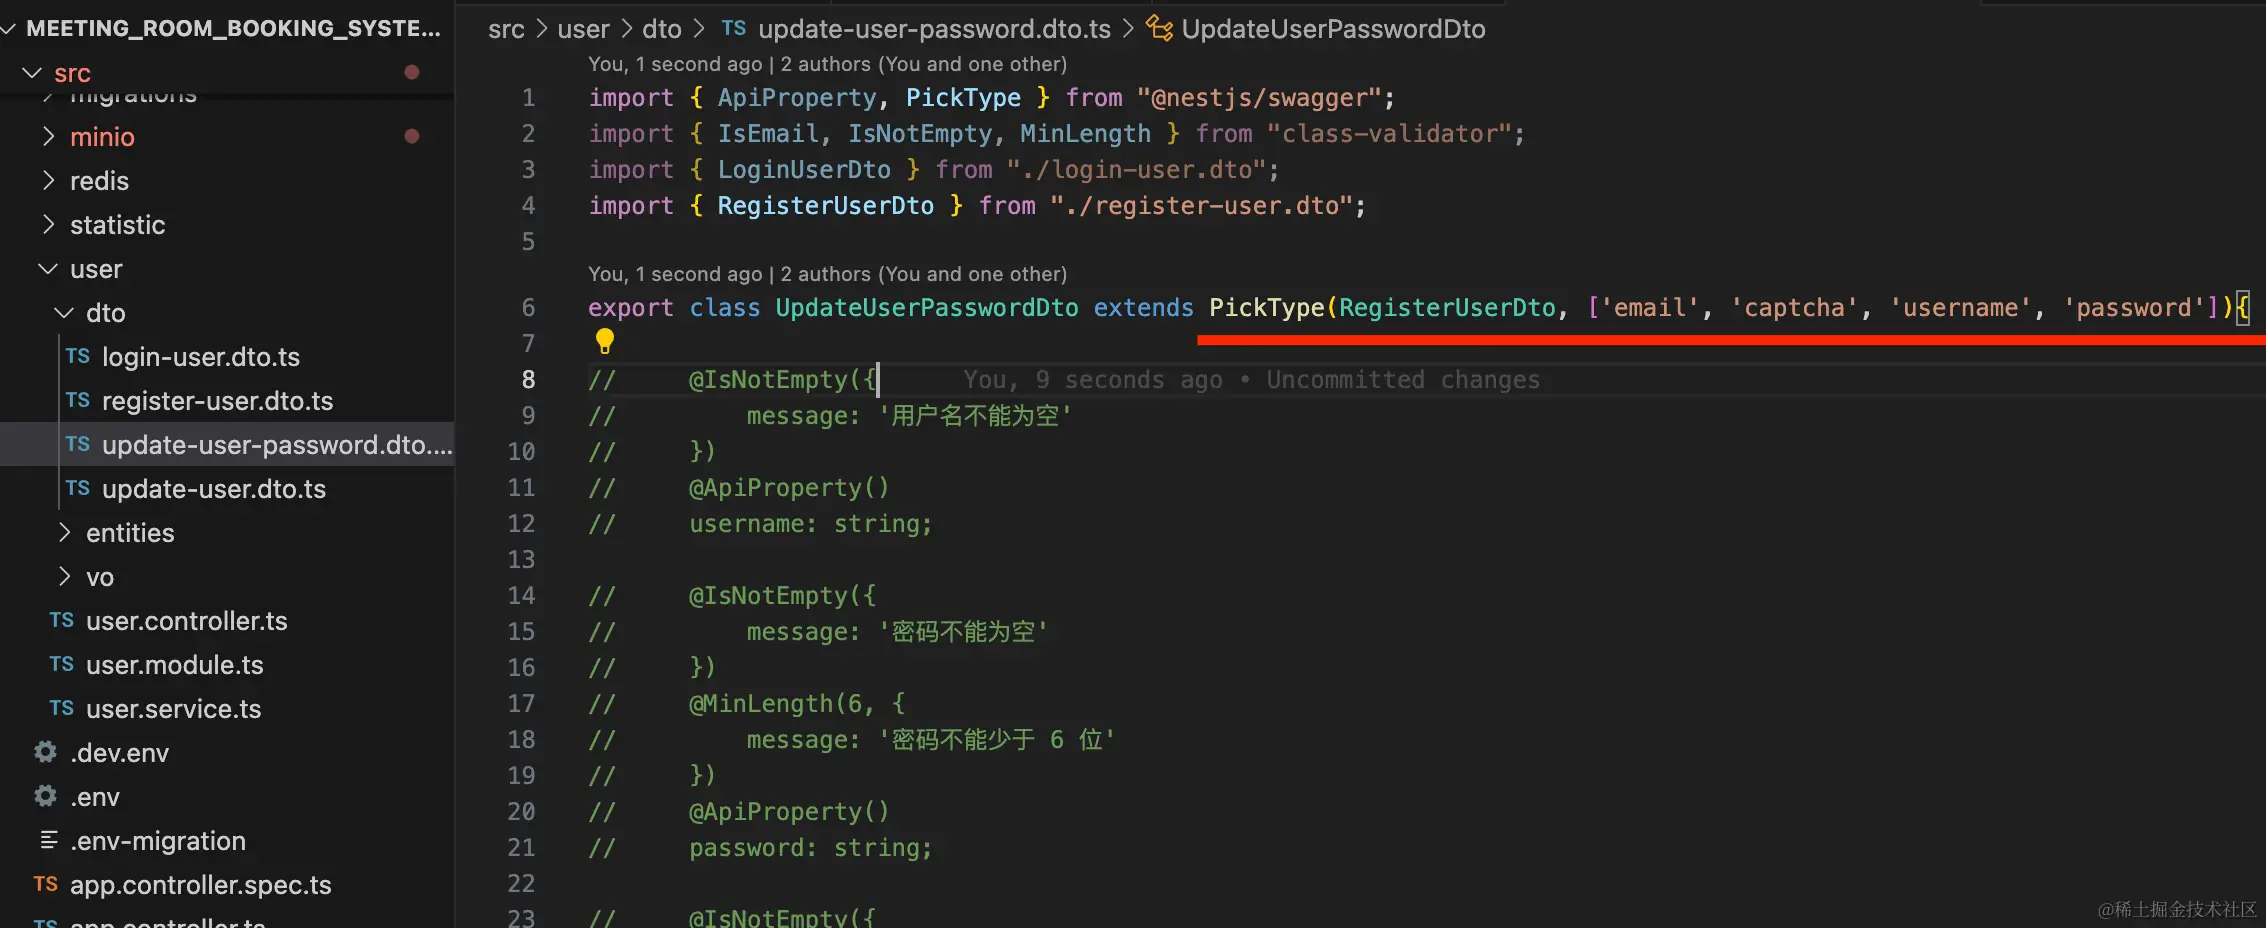 MEETING_ROOM_BOOKING_SYSTE...
src
migrations
minio
redis
statistic
user
dto
TS login-user.dto.ts
TS register-user.dto.ts
TS update-user-password.dto....
TS update-user.dto.ts
entities
vo
TS user.controller.ts
TS user.module.ts
TS user.service.ts
.dev.env
.env
.env-migration
TS app.controller.spec.ts
TS app.controller.ts
src > user > dto > TS update-user-password.dto.ts > UpdateUserPasswordDto
You, 1 second ago | 2 authors (You and one other)
1 import { ApiProperty, PickType } from "@nestjs/swagger";
2 import { IsEmail, IsNotEmpty, MinLength } from "class-validator";
3 import { LoginUserDto } from "./login-user.dto";
4 import { RegisterUserDto } from "./register-user.dto";
5
You, 1 second ago | 2 authors (You and one other)
6 export class UpdateUserPasswordDto extends PickType(RegisterUserDto, ['email', 'captcha', 'username', 'password']){
7
8 // @IsNotEmpty({ You, 9 seconds ago • Uncommitted changes
9 // message: '用户名不能为空'
10 // })
11 // @ApiProperty()
12 // username: string;
13
14 // @IsNotEmpty({
15 // message: '密码不能为空'
16 // })
17 // @MinLength(6, {
18 // message: '密码不能少于 6 位'
19 // })
20 // @ApiProperty()
21 // password: string;
22
23 // @IsNotEmpty({
@稀土掘金技术社区